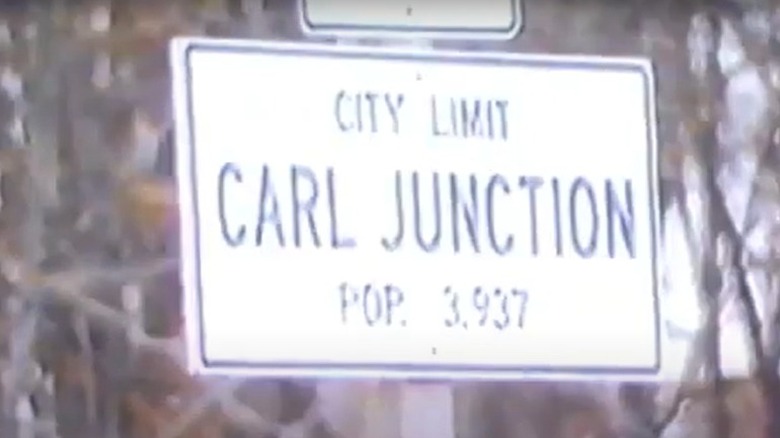 CITY LIMIT
CARL JUNCTION
POP. 3,937